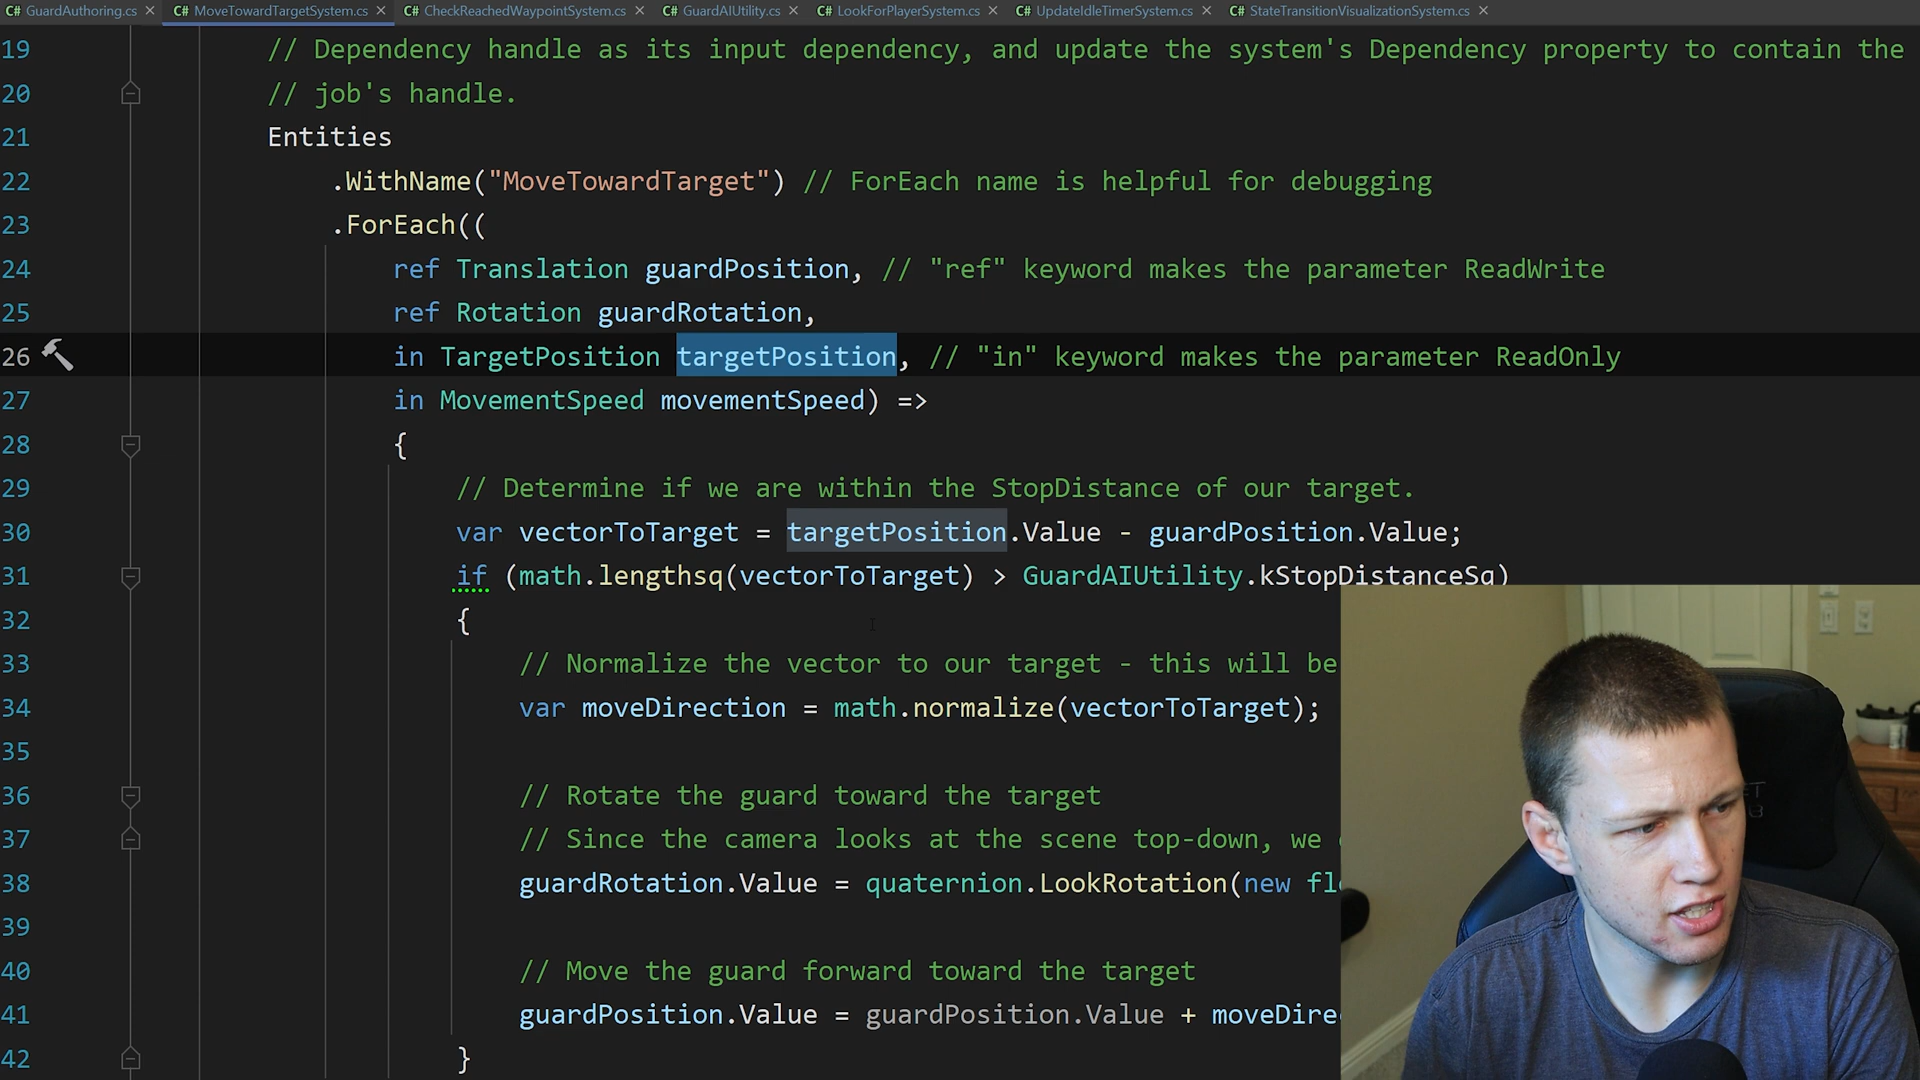 C# GuardAuthoring.cs C# MoveTowardTargetSystem.cs C# CheckReachedWaypointSystem.cs C# GuardAIUtility.cs C# LookForPlayerSystem.cs C# UpdateIdleTimerSystem.cs C# StateTransitionVisualizationSystem.cs
19 // Dependency handle as its input dependency, and update the system's Dependency property to contain the
20 // job's handle.
21 Entities
22 .WithName("MoveTowardTarget") // ForEach name is helpful for debugging
23 .ForEach((
24 ref Translation guardPosition, // "ref" keyword makes the parameter ReadWrite
25 ref Rotation guardRotation,
26 in TargetPosition targetPosition, // "in" keyword makes the parameter ReadOnly
27 in MovementSpeed movementSpeed) =>
28 {
29 // Determine if we are within the StopDistance of our target.
30 var vectorToTarget = targetPosition.Value - guardPosition.Value;
31 if (math.lengthsq(vectorToTarget) > GuardAIUtility.kStopDistanceSq)
32 {
33 // Normalize the vector to our target - this will be
34 var moveDirection = math.normalize(vectorToTarget);
35
36 // Rotate the guard toward the target
37 // Since the camera looks at the scene top-down, we
38 guardRotation.Value = quaternion.LookRotation(new fl
39
40 // Move the guard forward toward the target
41 guardPosition.Value = guardPosition.Value + moveDire
42 }